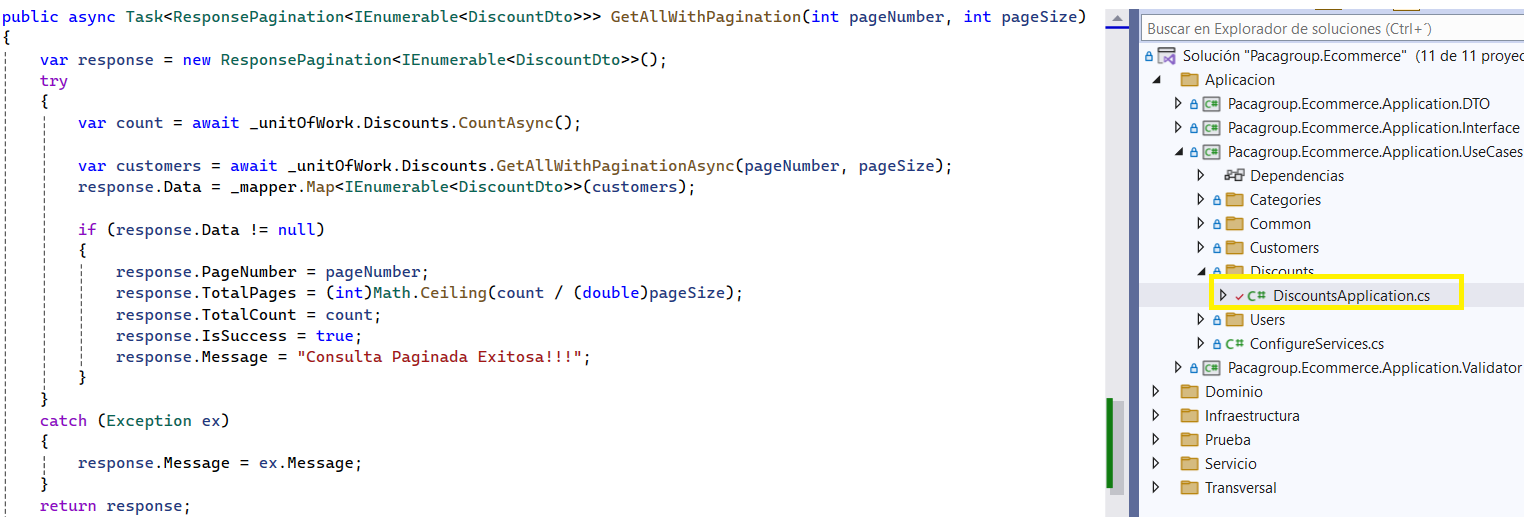 public async Task<ResponsePagination<IEnumerable<DiscountDto>>> GetAllWithPagination(int pageNumber, int pageSize)
{
var response = new ResponsePagination<IEnumerable<DiscountDto>>();
try
{
var count = await _unitOfWork.Discounts.CountAsync();
var customers = await _unitOfWork.Discounts.GetAllWithPaginationAsync(pageNumber, pageSize);
response.Data = _mapper.Map<IEnumerable<DiscountDto>>(customers);
if (response.Data != null)
{
response.PageNumber = pageNumber;
response.TotalPages = (int)Math.Ceiling(count / (double)pageSize);
response.TotalCount = count;
response.IsSuccess = true;
response.Message = "Consulta Paginada Exitosa!!!";
}
}
catch (Exception ex)
{
response.Message = ex.Message;
}
return response;
Buscar en Explorador de soluciones (Ctrl+´)
Solución "Pacagroup.Ecommerce" (11 de 11 proyec
Aplicacion
C# Pacagroup.Ecommerce.Application.DTO
C# Pacagroup.Ecommerce.Application.Interface
C# Pacagroup.Ecommerce.Application.UseCases
Dependencias
Categories
Common
Customers
Discounts
C# DiscountsApplication.cs
Users
C# ConfigureServices.cs
C# Pacagroup.Ecommerce.Application.Validator
Dominio
Infraestructura
Prueba
Servicio
Transversal